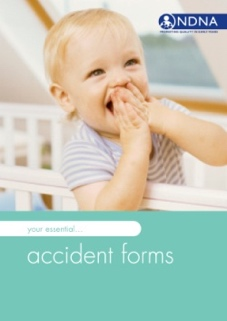 NDNA
your essential....
accident forms